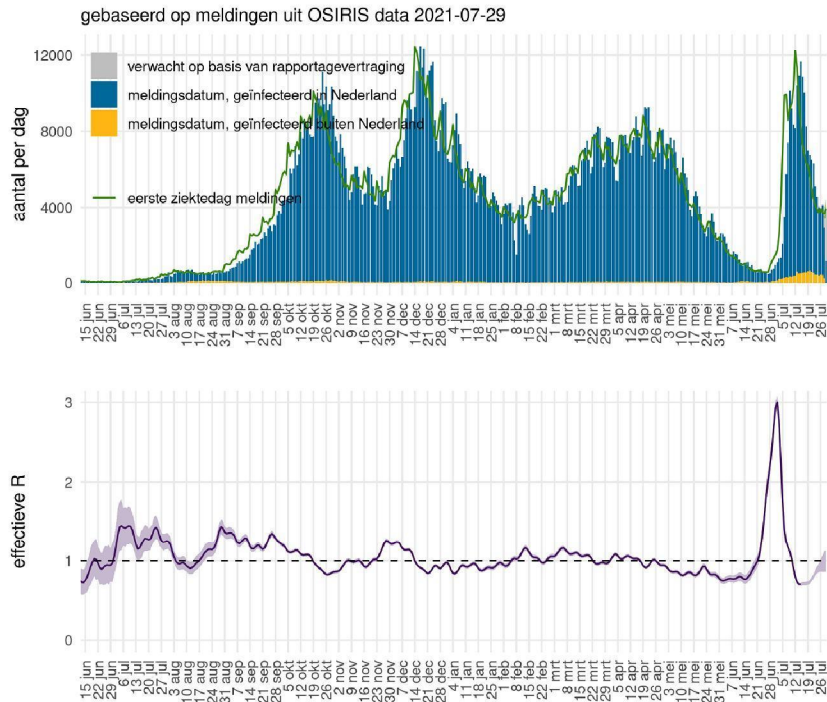 gebaseerd op meldingen uit OSIRIS data 2021-07-29
12000
8000
4000
0
aantal per dag
verwacht op basis van rapportagevertraging
meldingsdatum, geïnfecteerd in Nederland
meldingsdatum, geïnfecteerd buiten Nederland
eerste ziektedag meldingen
15 jun
22 jun
29 jun
6 jul
13 jul
20 jul
27 jul
3 aug
10 aug
17 aug
24 aug
31 aug
7 sep
14 sep
21 sep
28 sep
5 okt
12 okt
19 okt
26 okt
2 nov
9 nov
16 nov
23 nov
30 nov
7 dec
14 dec
21 dec
28 dec
4 jan
11 jan
18 jan
25 jan
1 feb
8 feb
15 feb
22 feb
1 mrt
8 mrt
15 mrt
22 mrt
29 mrt
5 apr
12 apr
19 apr
26 apr
3 mei
10 mei
17 mei
24 mei
31 mei
7 jun
14 jun
21 jun
28 jun
5 jul
12 jul
19 jul
26 jul
3
2
1
0
effectieve R
15 jun
22 jun
29 jun
6 jul
13 jul
20 jul
27 jul
3 aug
10 aug
17 aug
24 aug
31 aug
7 sep
14 sep
21 sep
28 sep
5 okt
12 okt
19 okt
26 okt
2 nov
9 nov
16 nov
23 nov
30 nov
7 dec
14 dec
21 dec
28 dec
4 jan
11 jan
18 jan
25 jan
1 feb
8 feb
15 feb
22 feb
1 mrt
8 mrt
15 mrt
22 mrt
29 mrt
5 apr
12 apr
19 apr
26 apr
3 mei
10 mei
17 mei
24 mei
31 mei
7 jun
14 jun
21 jun
28 jun
5 jul
12 jul
19 jul
26 jul